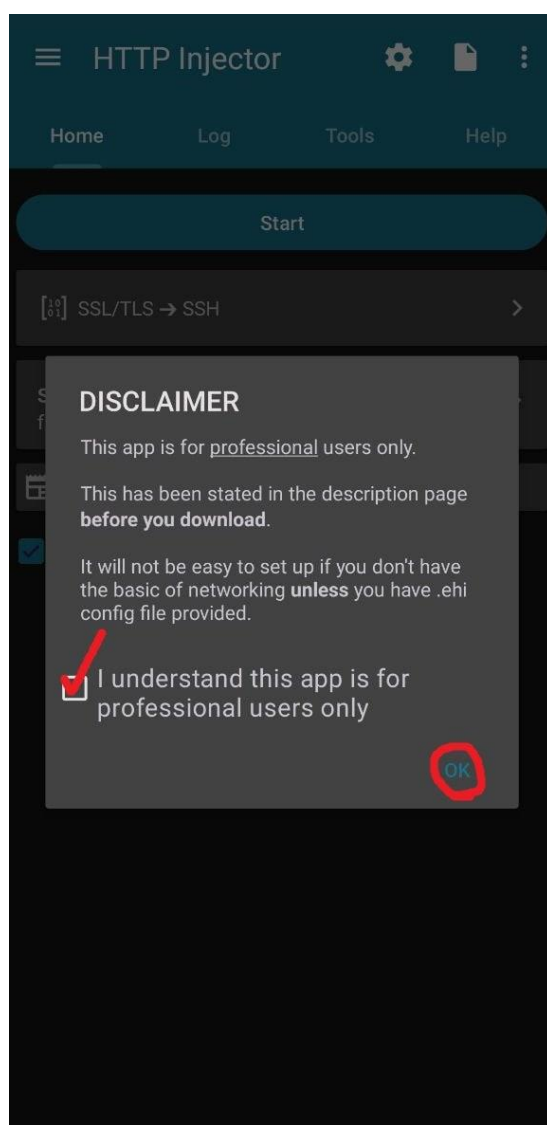 HTTP Injector
Home Log Tools Help
Start
SSL/TLS → SSH
DISCLAIMER
This app is for professional users only.
This has been stated in the description page
before you download.
It will not be easy to set up if you don't have
the basic of networking unless you have .ehi
config file provided.
I understand this app is for
professional users only
OK